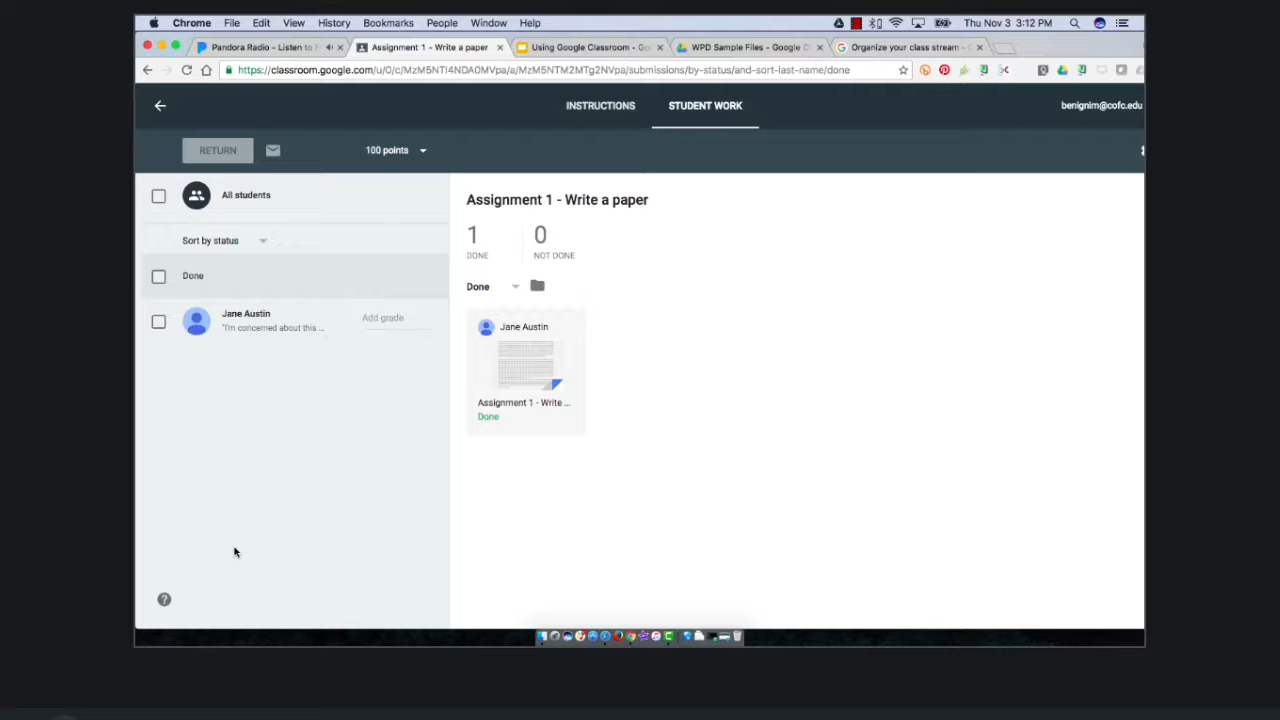 Chrome File Edit View History Bookmarks People Window Help Thu Nov 3 3:12 PM
Pandora Radio - Listen to Assignment 1 - Write a paper Using Google Classroom - Go WPD Sample Files - Google Organize your class stream -
https://classroom.google.com/u/0/c/MzM5NTI4NDA0MVpa/a/MzM5NTM2MTg2NVpa/submissions/by-status/and-sort-last-name/done
INSTRUCTIONS STUDENT WORK benignim@cofc.edu
RETURN 100 points
All students
Sort by status
Done
Jane Austin
"I'm concerned about this ...
Add grade
Assignment 1 - Write a paper
1 0
DONE NOT DONE
Done
Jane Austin
Assignment 1 - Write ...
Done